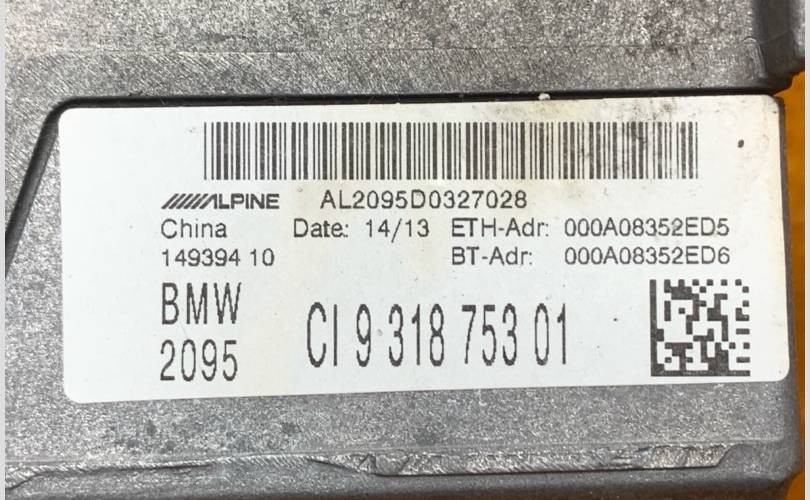 ALPINE AL2095D0327028
China Date: 14/13 ETH-Adr: 000A08352ED5
149394 10 BT-Adr: 000A08352ED6
BMW
2095 CI 9 318 753 01